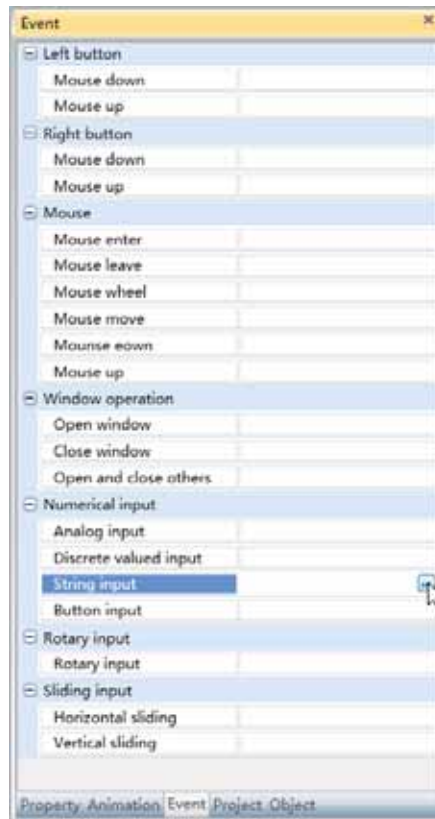 Event
Left button
Mouse down
Mouse up
Right button
Mouse down
Mouse up
Mouse
Mouse enter
Mouse leave
Mouse wheel
Mouse move
Mounse eown
Mouse up
Window operation
Open window
Close window
Open and close others
Numerical input
Analog input
Discrete valued input
String input
Button input
Rotary input
Rotary input
Sliding input
Horizontal sliding
Vertical sliding
Property Animation Event Project Object